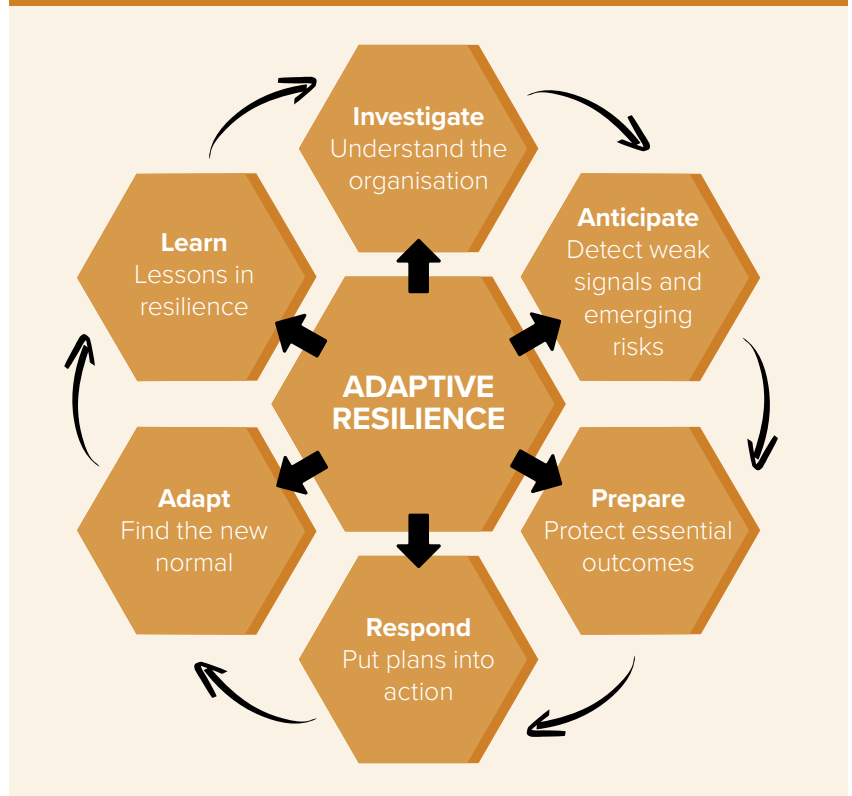 Investigate
Understand the
organisation
Anticipate
Detect weak
signals and
emerging
risks
Prepare
Protect essential
outcomes
Respond
Put plans into
action
Adapt
Find the new
normal
Learn
Lessons in
resilience
ADAPTIVE
RESILIENCE